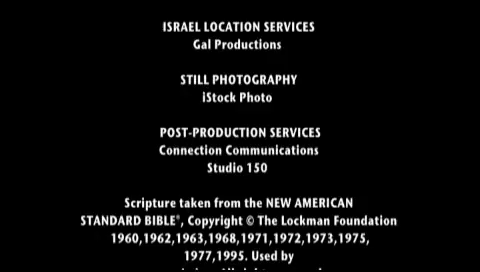 ISRAEL LOCATION SERVICES
Gal Productions
STILL PHOTOGRAPHY
iStock Photo
POST-PRODUCTION SERVICES
Connection Communications
Studio 150
Scripture taken from the NEW AMERICAN
STANDARD BIBLE®, Copyright © The Lockman Foundation
1960,1962,1963,1968,1971,1972,1973,1975,
1977,1995. Used by